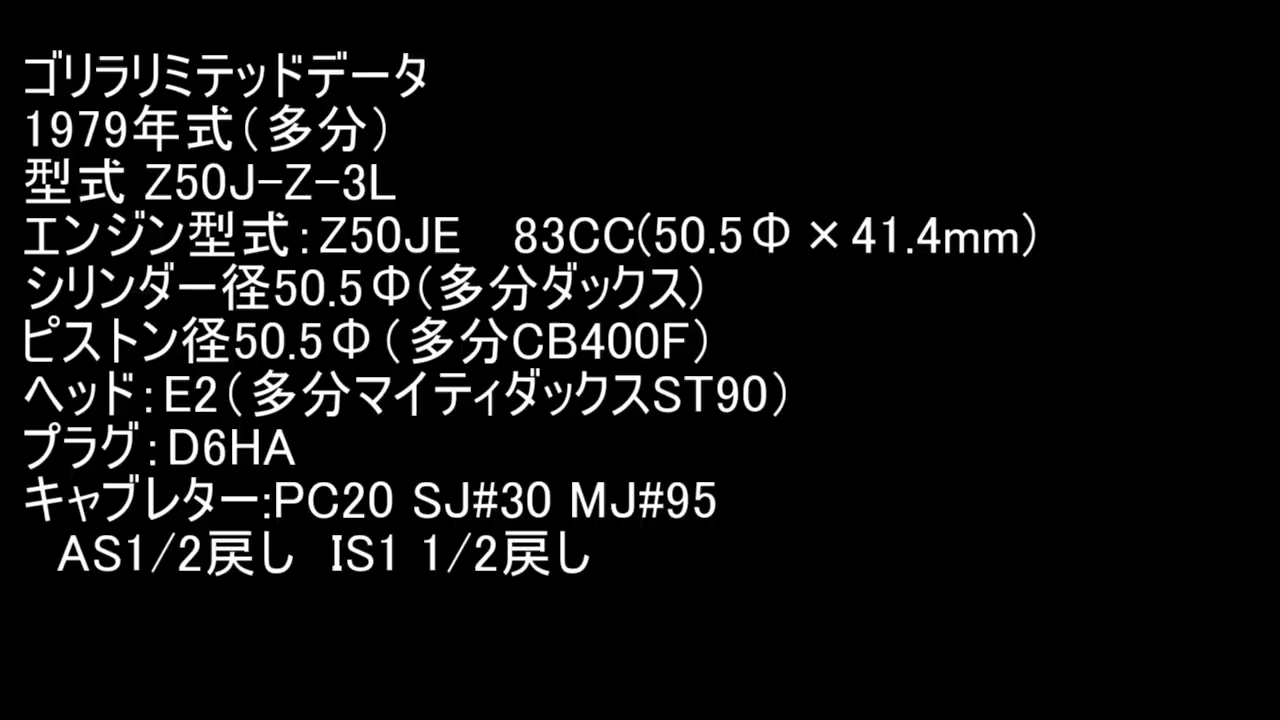 ゴリラリミテッドデータ
1979年式（多分）
型式 Z50J-Z-3L
エンジン型式：Z50JE　83CC(50.5Φ×41.4mm)
シリンダー径50.5Φ（多分ダックス）
ピストン径50.5Φ（多分CB400F）
ヘッド：E2（多分マイティダックスST90）
プラグ：D6HA
キャブレター:PC20 SJ#30 MJ#95
　AS1/2戻し　IS1 1/2戻し